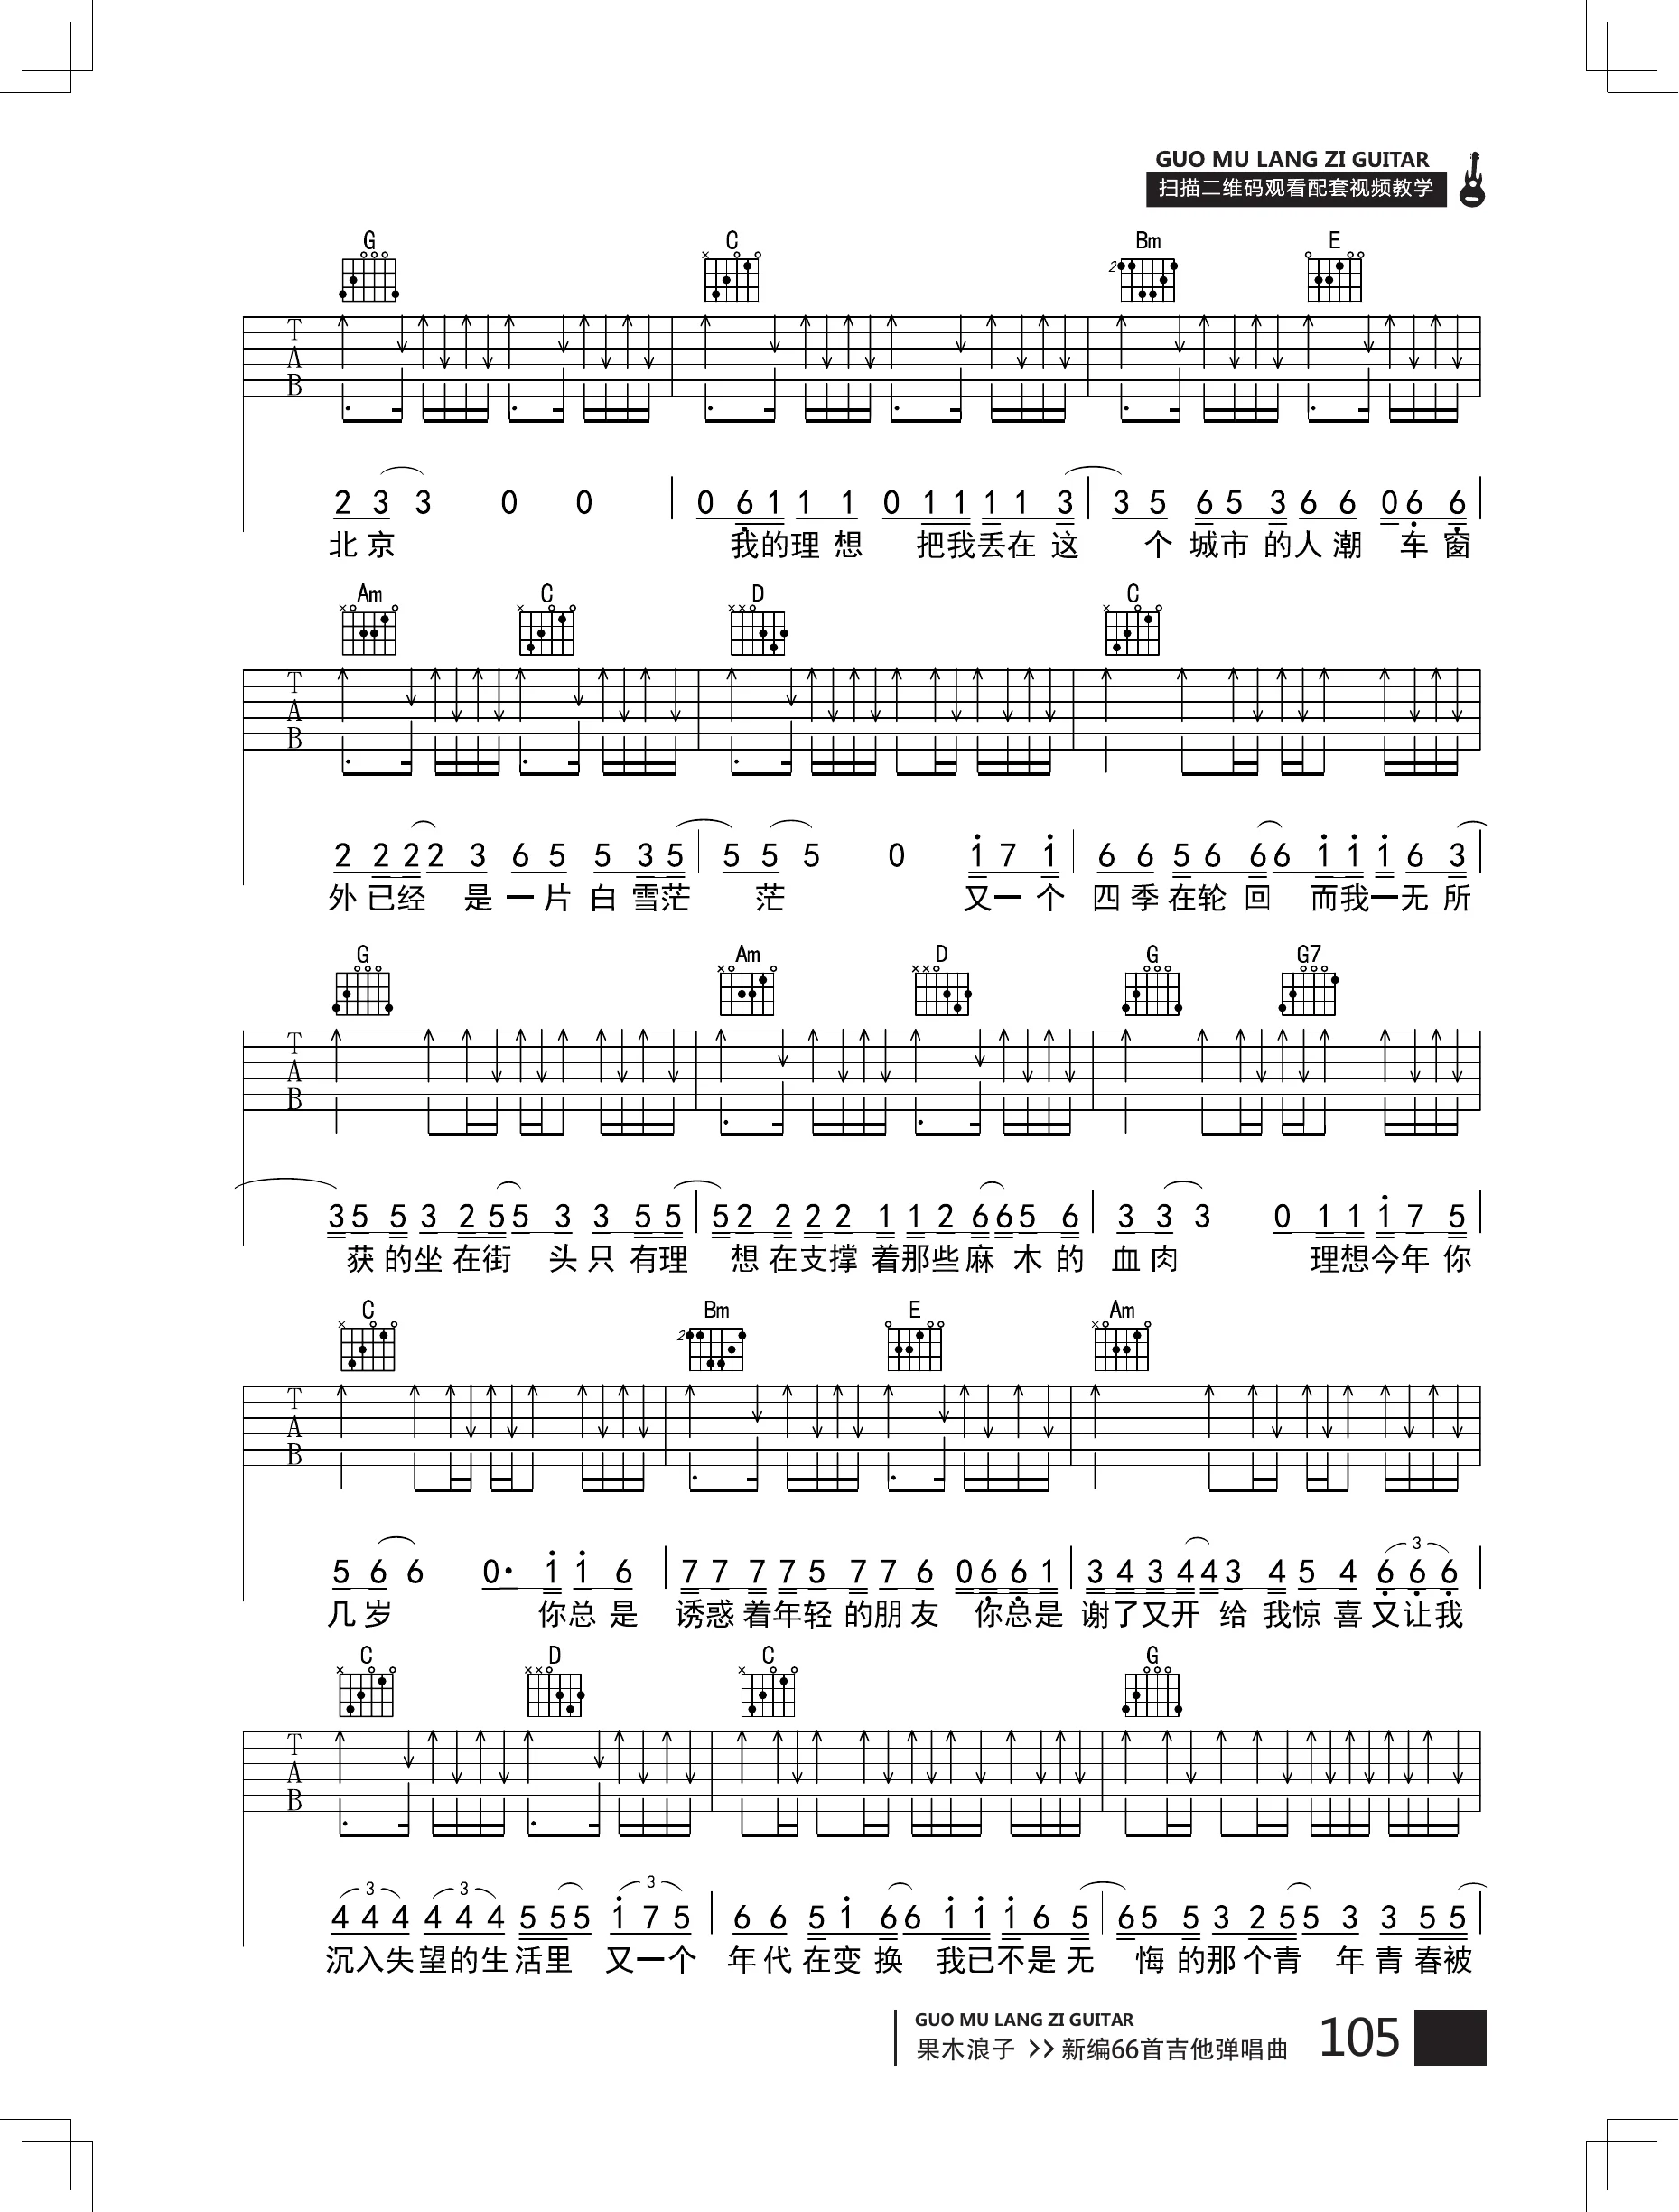 GUO MU LANG ZI GUITAR
扫描二维码观看配套视频教学
G C Bm E
2 2
T
A
B
2 3 3 0 0 0 6 1 1 1 0 1 1 1 1 3 3 5 6 5 3 6 6 0 6 6
北京 我的理想 把我丢在这 个城市的人潮 车窗
Am C D C
T
A
B
2 2 2 2 3 6 5 5 3 5 5 5 5 0 1 7 1 6 6 5 6 6 6 1 1 1 6 3
外已经 是一片白雪茫 茫 又一个 四季在轮回 而我一无所
G Am D G G7
T
A
B
3 5 5 3 2 5 5 3 3 5 5 5 2 2 2 2 1 1 2 6 6 5 6 3 3 3 0 1 1 1 7 5
获的坐在街 头只有理 想在支撑着那些麻木的 血肉 理想今年你
C Bm E Am
2
T
A
B
5 6 6 0· 1 1 6 7 7 7 7 5 7 7 6 0 6 6 1 3 4 3 4 4 3 4 5 4 6 6 6
3
几岁 你总是 诱惑着年轻的朋友 你总是 谢了又开 给我惊喜又让我
C D C G
T
A
B
3 3 3
4 4 4 4 4 4 5 5 5 1 7 5 6 6 5 1 6 6 1 1 1 6 5 6 5 5 3 2 5 5 3 3 5 5
沉入失望的生活里 又一个 年代在变换 我已不是无 悔的那个青 年青春被
GUO MU LANG ZI GUITAR
果木浪子 >> 新编66首吉他弹唱曲 105